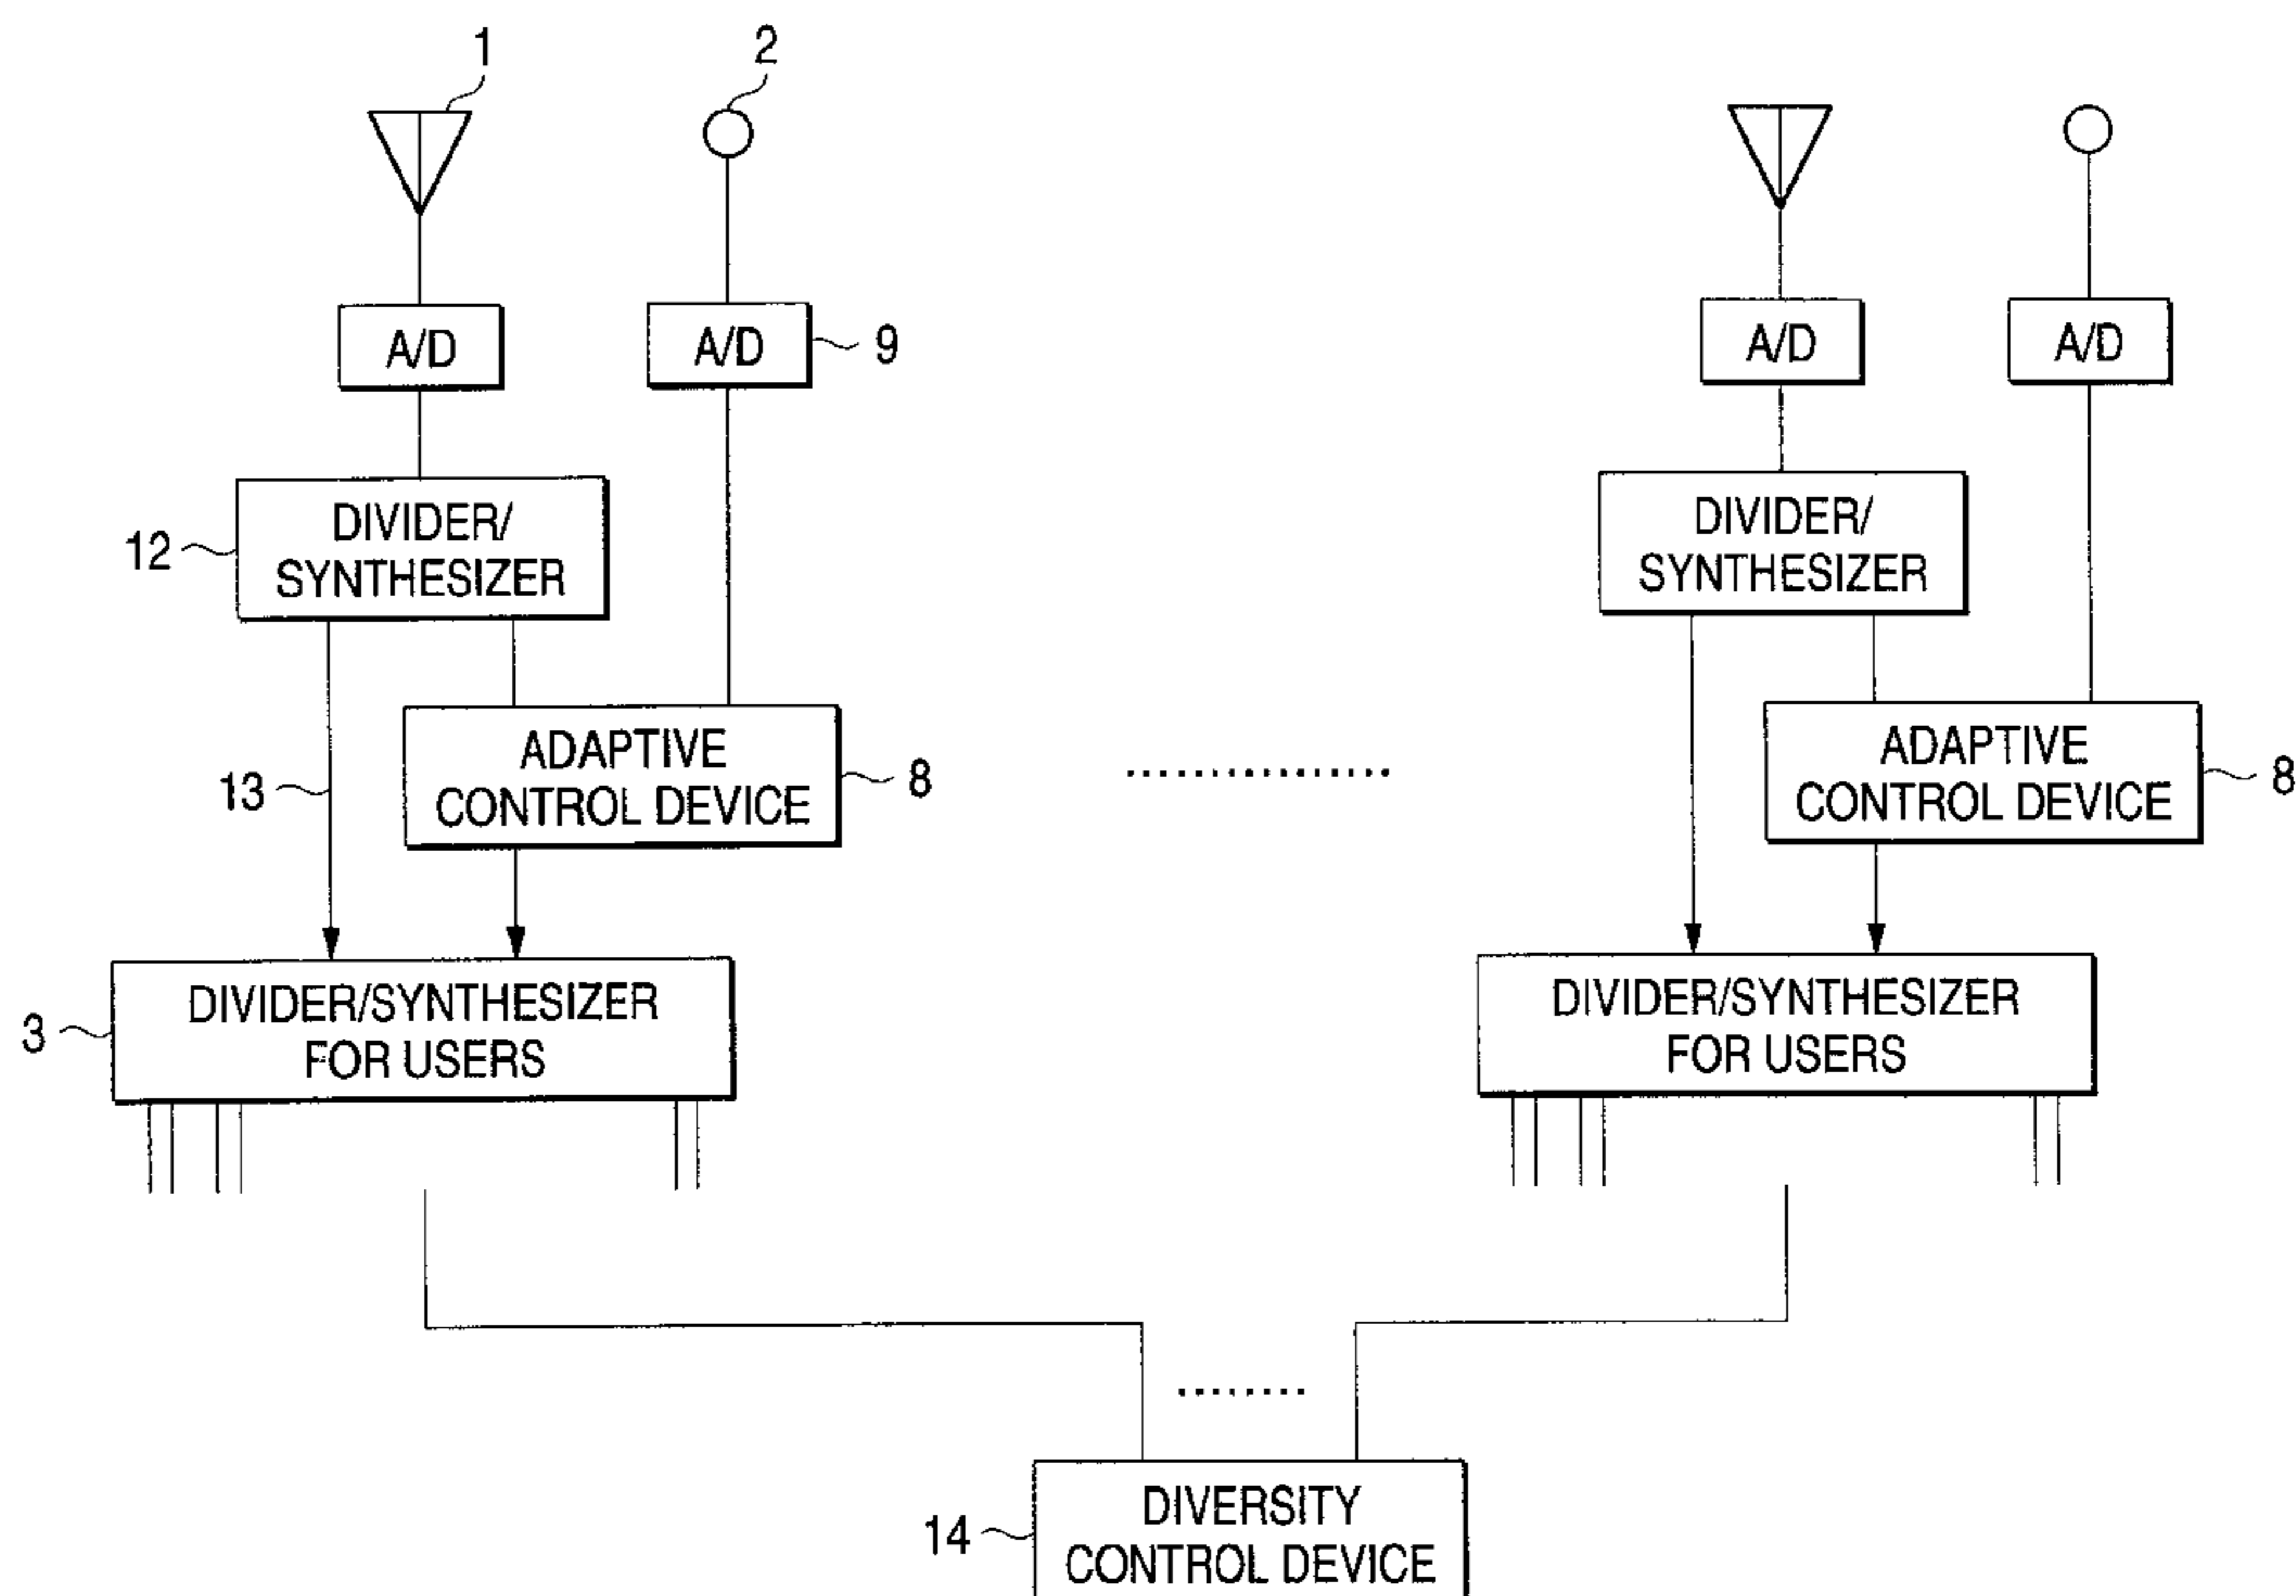 1
2
A/D
A/D
9
A/D
A/D
12
DIVIDER/
SYNTHESIZER
DIVIDER/
SYNTHESIZER
13
ADAPTIVE
CONTROL DEVICE
8
ADAPTIVE
CONTROL DEVICE
8
3
DIVIDER/SYNTHESIZER
FOR USERS
DIVIDER/SYNTHESIZER
FOR USERS
14
DIVERSITY
CONTROL DEVICE